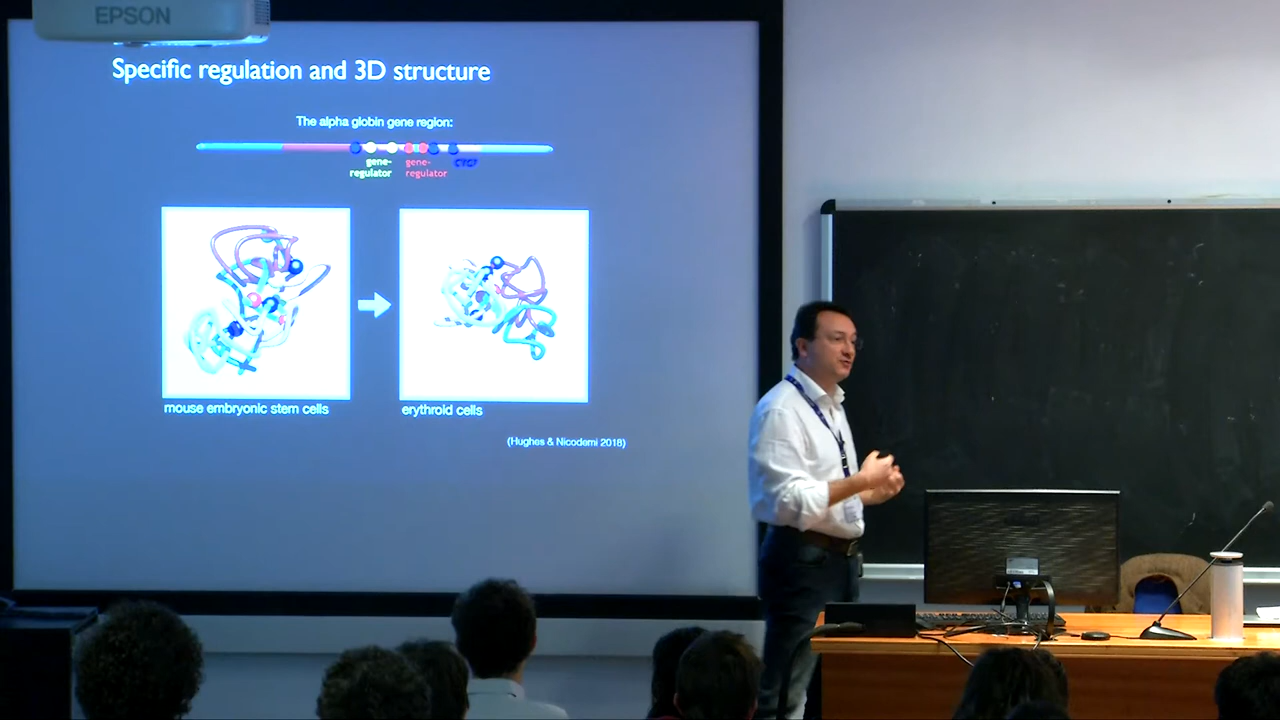 EPSON
Specific regulation and 3D structure
The alpha globin gene region:
gene-
regulator
gene-
regulator
CTCF
mouse embryonic stem cells
erythroid cells
(Hughes & Nicodemi 2018)